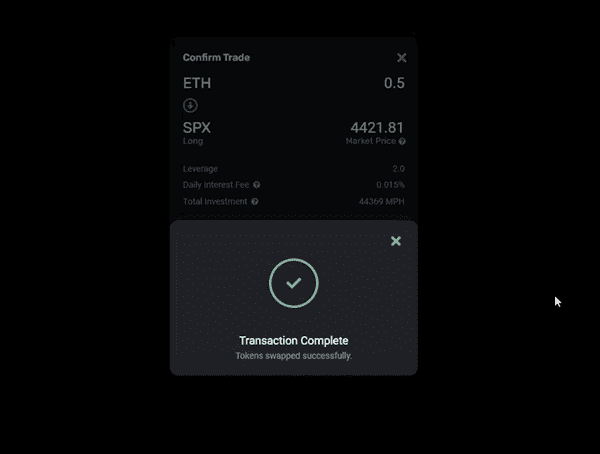 Confirm Trade
ETH 0.5
SPX 4421.81
Long Market Price
Leverage 2.0
Daily Interest Fee 0.015%
Total Investment 44369 MPH
Transaction Complete
Tokens swapped successfully.